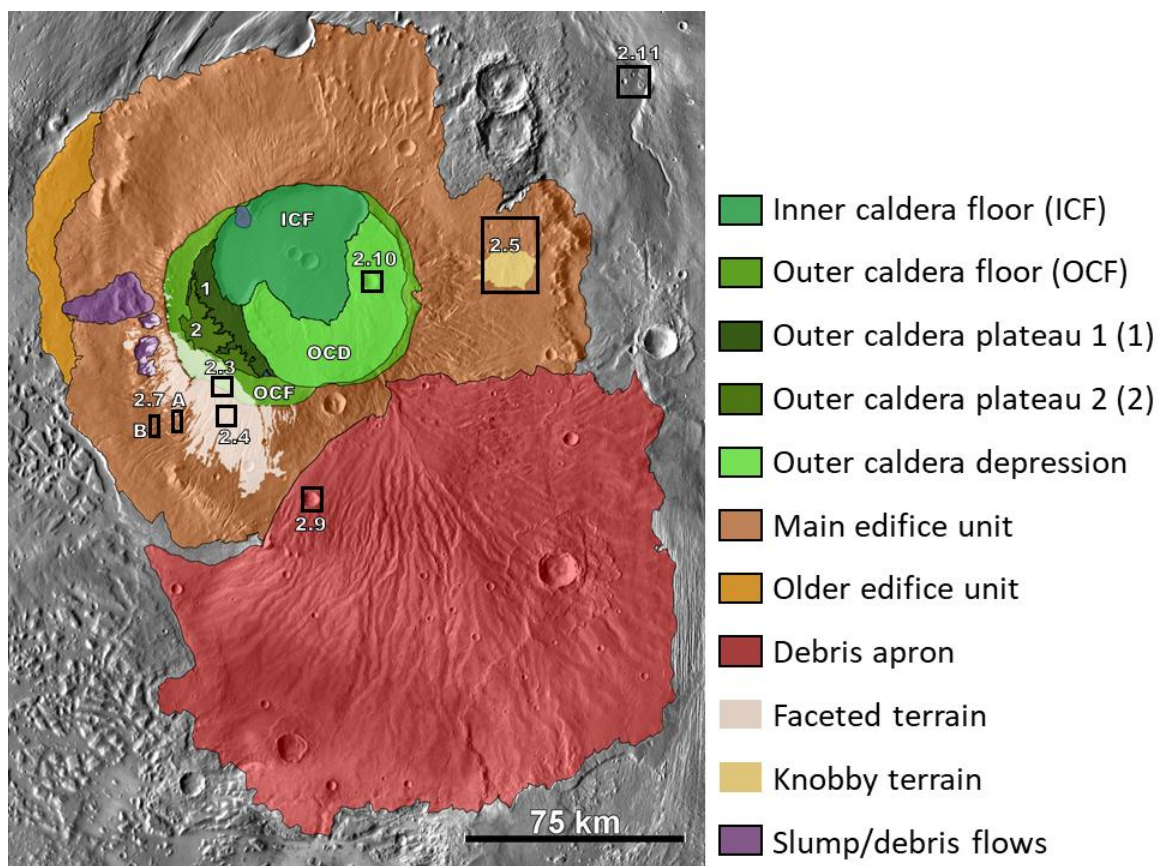 2.11
ICF
2.5
2.10
1
2
OCD
2.3
OCF
2.7 A
B
2.4
2.9
75 km
Inner caldera floor (ICF)
Outer caldera floor (OCF)
Outer caldera plateau 1 (1)
Outer caldera plateau 2 (2)
Outer caldera depression
Main edifice unit
Older edifice unit
Debris apron
Faceted terrain
Knobby terrain
Slump/debris flows